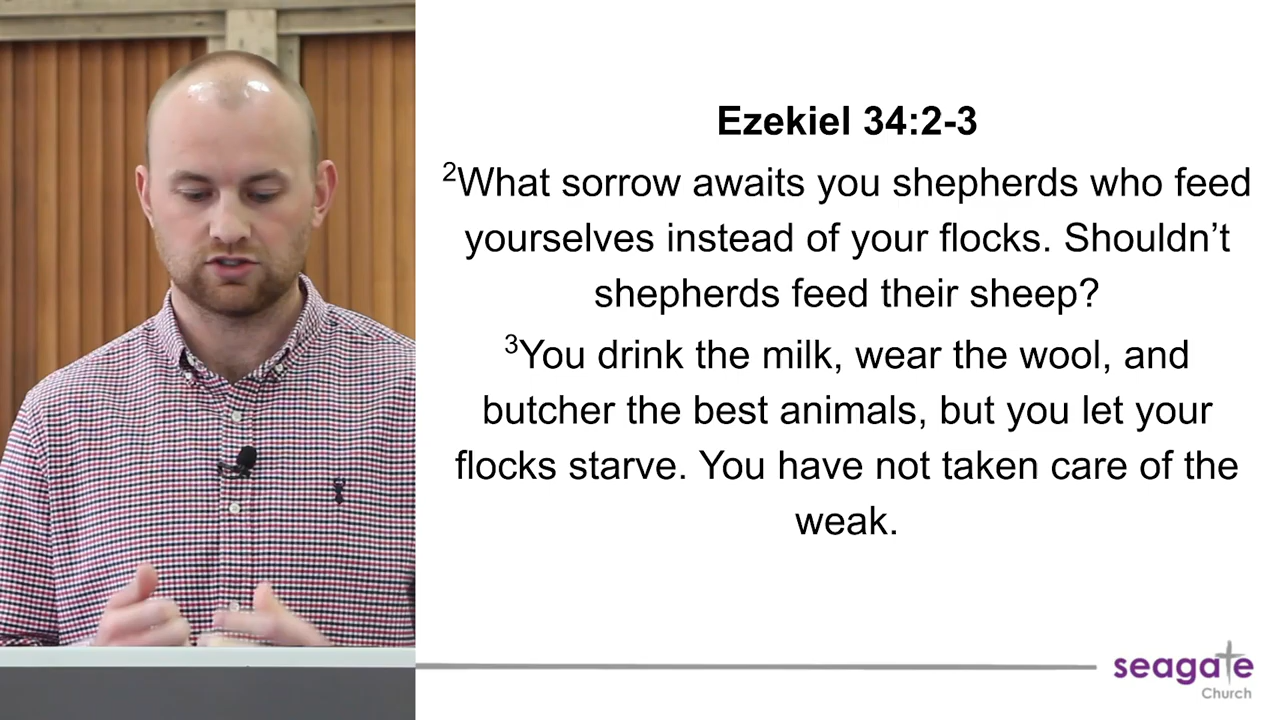 Ezekiel 34:2-3
²What sorrow awaits you shepherds who feed
yourselves instead of your flocks. Shouldn’t
shepherds feed their sheep?
³You drink the milk, wear the wool, and
butcher the best animals, but you let your
flocks starve. You have not taken care of the
weak.
seagate
Church